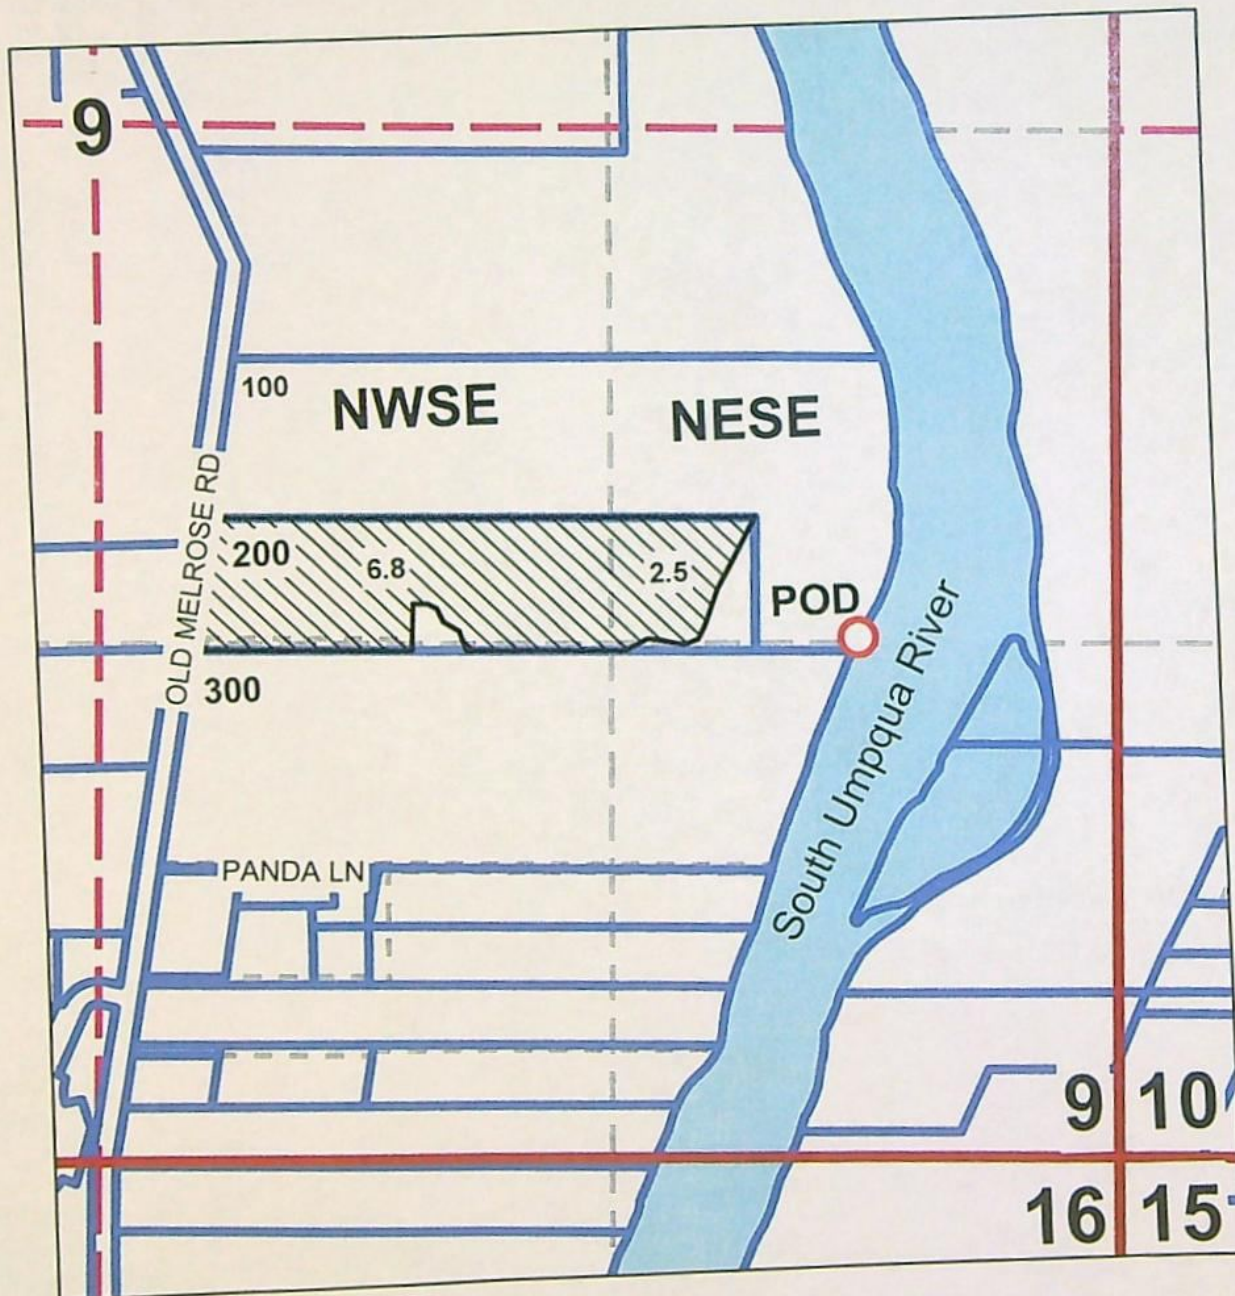 9
100
NWSE
NESE
OLD MELROSE RD
200
6.8
2.5
POD
300
South Umpqua River
PANDA LN
9 10
16 15